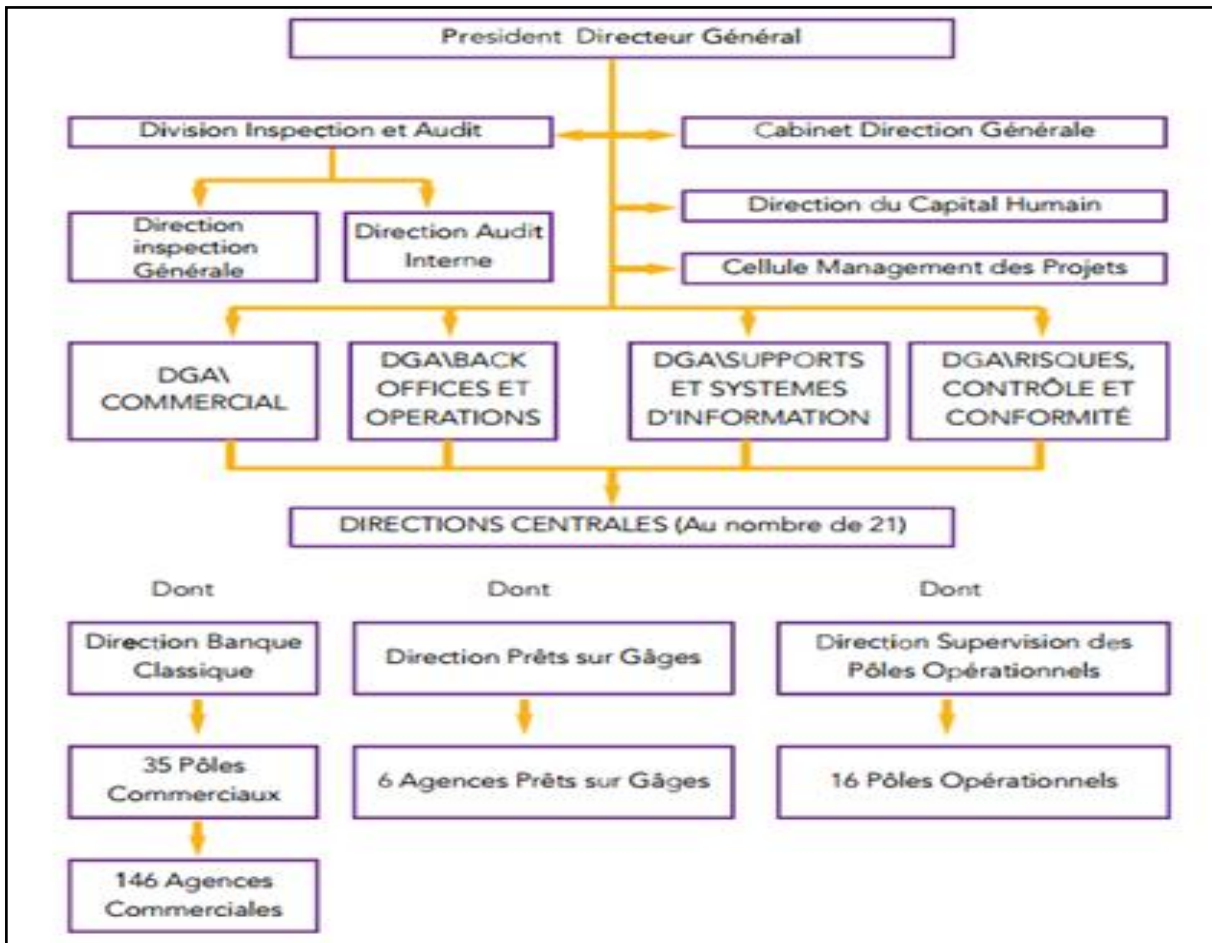 President Directeur Général
Division Inspection et Audit
Cabinet Direction Générale
Direction
inspection
Générale
Direction Audit
Interne
Direction du Capital Humain
Cellule Management des Projets
DGA\
COMMERCIAL
DGA\BACK
OFFICES ET
OPERATIONS
DGA\SUPPORTS
ET SYSTEMES
D'INFORMATION
DGA\RISQUES,
CONTRÔLE ET
CONFORMITÉ
DIRECTIONS CENTRALES (Au nombre de 21)
Dont
Dont
Dont
Direction Banque
Classique
Direction Prêts sur Gâges
Direction Supervision des
Pôles Opérationnels
35 Pôles
Commerciaux
6 Agences Prêts sur Gâges
16 Pôles Opérationnels
146 Agences
Commerciales